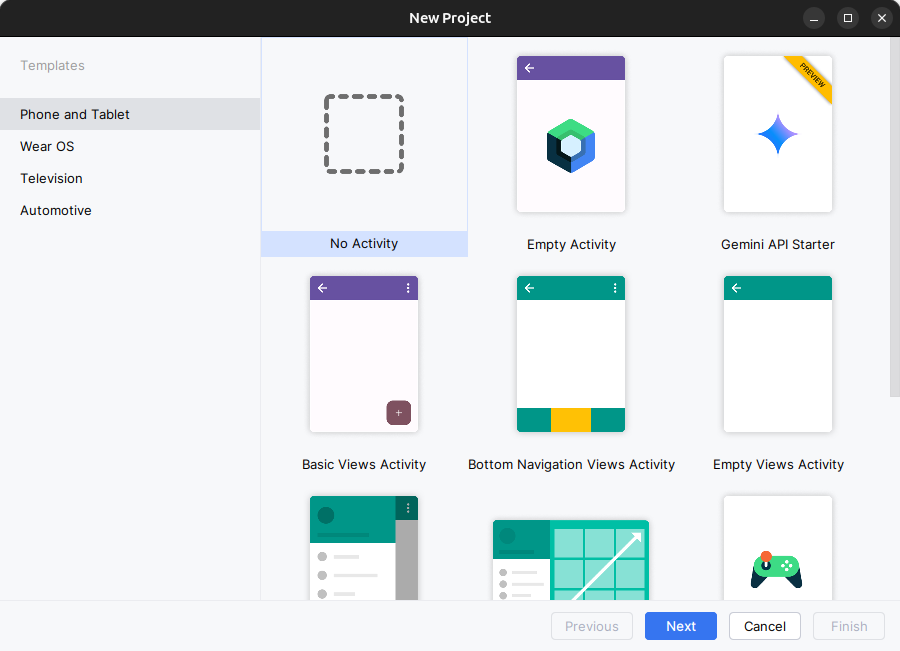 New Project
Templates
Phone and Tablet
Wear OS
Television
Automotive
No Activity
Empty Activity
PREVIEW
Gemini API Starter
Basic Views Activity
Bottom Navigation Views Activity
Empty Views Activity
Previous
Next
Cancel
Finish